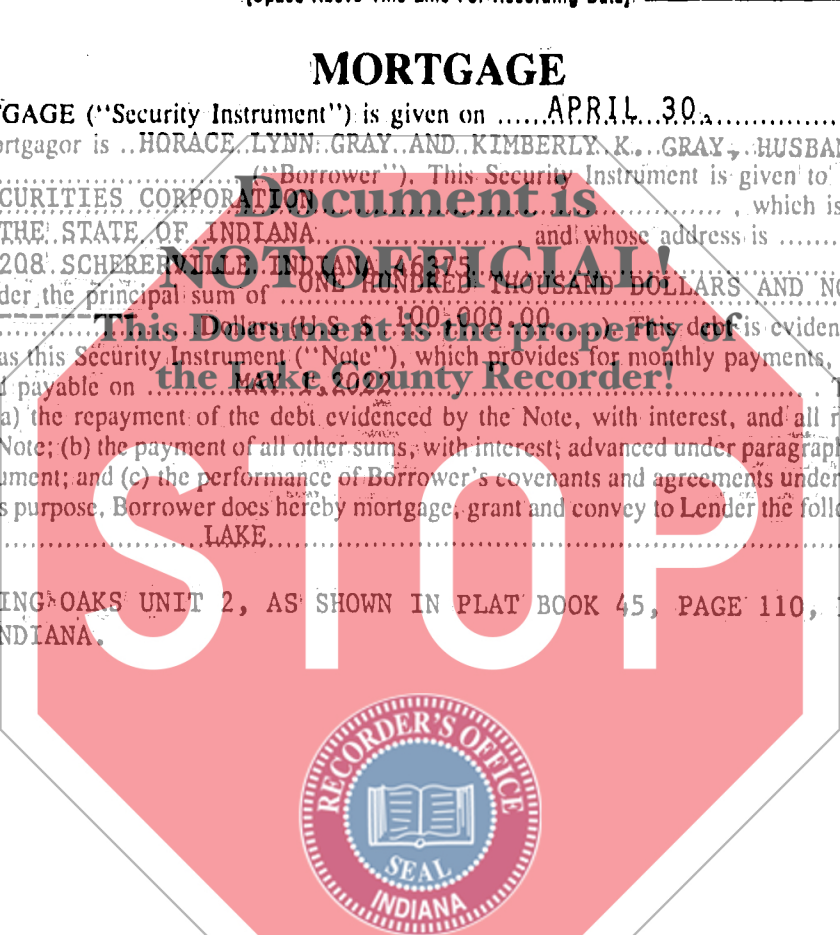 (Space Above This Line For Recording Data)
MORTGAGE
GAGE ("Security Instrument") is given on ......APRIL 30,
rtgagor is ..HORACE LYNN GRAY AND KIMBERLY K. GRAY, HUSBAN
("Borrower"). This Security Instrument is given to
CURITIES CORPORATION , which is
Document is
THE STATE OF INDIANA , and whose address is
208 SCHERERVILLE INDIANA 46375
NOT OFFICIAL!
der the principal sum of ONE HUNDRED THOUSAND DOLLARS AND NO
Dollars (U.S. $ 100,000.00 ). This debt is eviden
This Document is the property of
as this Security Instrument ("Note"), which provides for monthly payments,
the Lake County Recorder!
payable on MAY 1, 2022
a) the repayment of the debt evidenced by the Note, with interest, and all r
Note; (b) the payment of all other sums, with interest, advanced under paragraph
ument; and (c) the performance of Borrower's covenants and agreements under
s purpose, Borrower does hereby mortgage, grant and convey to Lender the foll
LAKE
STOP
ING OAKS UNIT 2, AS SHOWN IN PLAT BOOK 45, PAGE 110,
NDIANA.
RECORDER'S OFFICE
SEAL
INDIANA